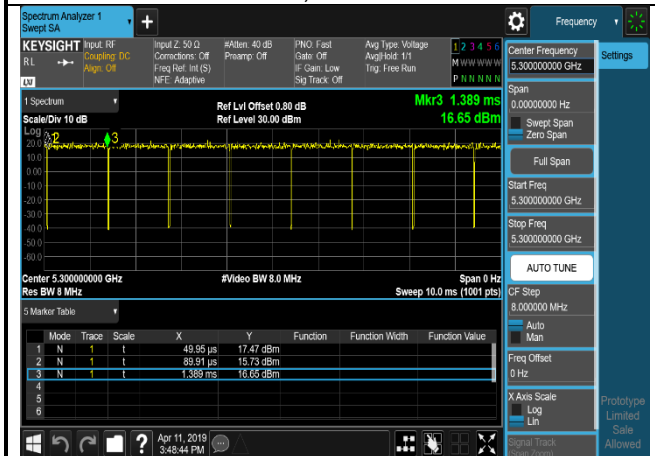 Spectrum Analyzer 1
Swept SA
+
Frequency
KEYSIGHT
RL
LXI
Input: RF
Coupling: DC
Align: Off
Input Z: 50 Ω
Corrections: Off
Freq Ref: Int (S)
NFE: Adaptive
#Atten: 40 dB
Preamp: Off
PNO: Fast
Gate: Off
IF Gain: Low
Sig Track: Off
Avg Type: Voltage
Avg|Hold: 1/1
Trig: Free Run
1 2 3 4 5 6
M W W W W W
P N N N N N
1 Spectrum
Scale/Div 10 dB
Ref Lvl Offset 0.80 dB
Ref Level 30.00 dBm
Mkr3 1.389 ms
16.65 dBm
Log
2
3
20.0
10.0
0.00
-10.0
-20.0
-30.0
-40.0
-50.0
-60.0
Center 5.300000000 GHz
Res BW 8 MHz
#Video BW 8.0 MHz
Span 0 Hz
Sweep 10.0 ms (1001 pts)
5 Marker Table
Mode Trace Scale X Y Function Function Width Function Value
1 N 1 t 49.95 µs 17.47 dBm
2 N 1 t 89.91 µs 15.73 dBm
3 N 1 t 1.389 ms 16.65 dBm
4
5
6
?
Apr 11, 2019
3:48:44 PM
Center Frequency
5.300000000 GHz
Span
0.00000000 Hz
Swept Span
Zero Span
Full Span
Start Freq
5.300000000 GHz
Stop Freq
5.300000000 GHz
AUTO TUNE
CF Step
8.000000 MHz
Auto
Man
Freq Offset
0 Hz
X Axis Scale
Log
Lin
Signal Track
(Span Zoom)
Settings
Prototype
Limited
Sale
Allowed